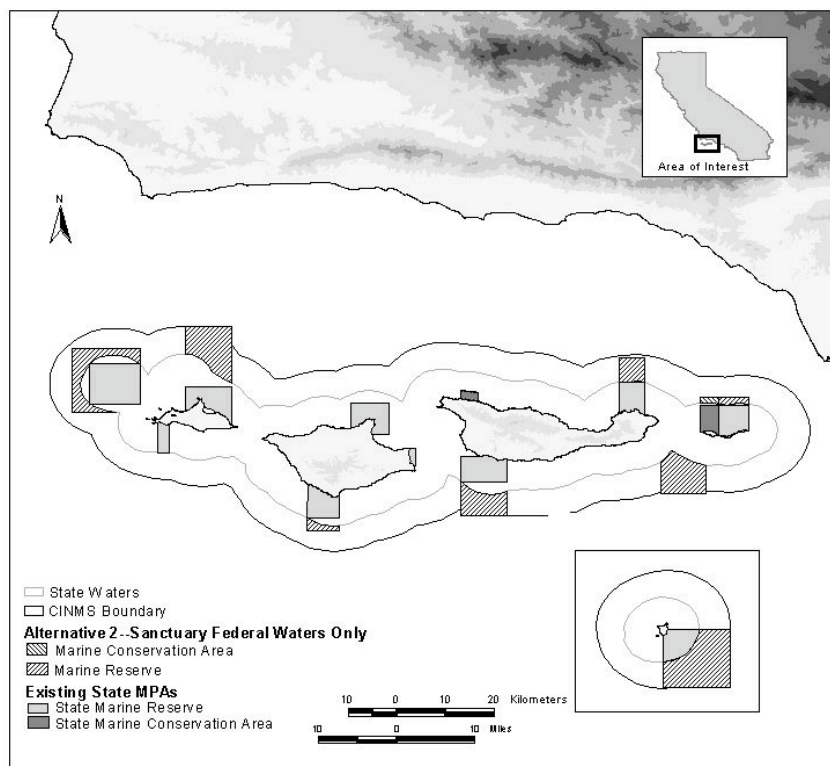 Area of Interest
N
State Waters
CINMS Boundary
Alternative 2--Sanctuary Federal Waters Only
Marine Conservation Area
Marine Reserve
Existing State MPAs
State Marine Reserve
State Marine Conservation Area
10 0 10 20 Kilometers
10 0 10 Miles